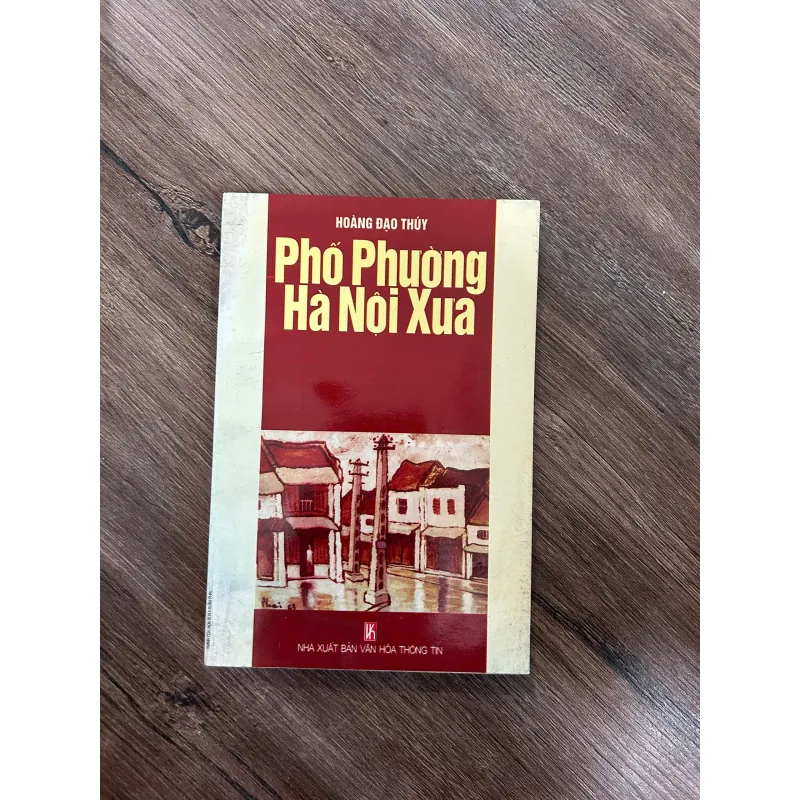 HOÀNG ĐẠO THÚY
Phố Phường
Hà Nội Xưa
NHÀ XUẤT BẢN VĂN HÓA THÔNG TIN